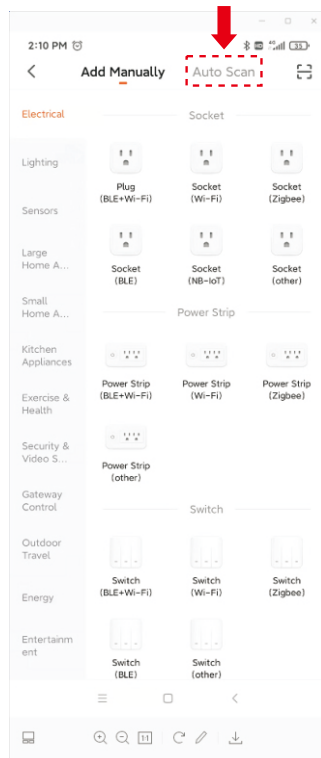 2:10 PM
35
Add Manually
Auto Scan
Electrical
Lighting
Sensors
Large
Home A...
Small
Home A...
Kitchen
Appliances
Exercise &
Health
Security &
Video S...
Gateway
Control
Outdoor
Travel
Energy
Entertainm
ent
Socket
Plug
(BLE+Wi-Fi)
Socket
(Wi-Fi)
Socket
(Zigbee)
Socket
(BLE)
Socket
(NB-IoT)
Socket
(other)
Power Strip
Power Strip
(BLE+Wi-Fi)
Power Strip
(Wi-Fi)
Power Strip
(Zigbee)
Power Strip
(other)
Switch
Switch
(BLE+Wi-Fi)
Switch
(Wi-Fi)
Switch
(Zigbee)
Switch
(BLE)
Switch
(other)
1:1